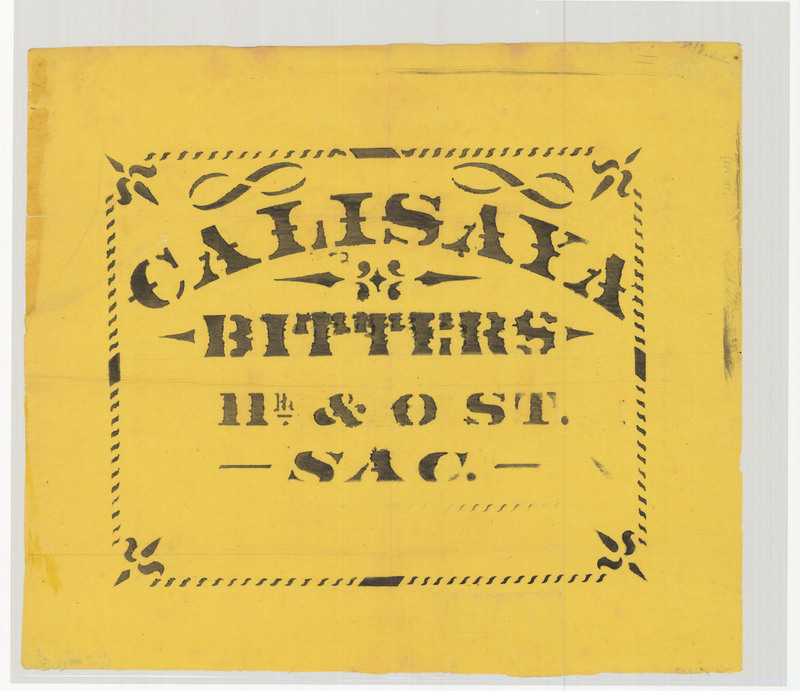 CALISAYA
BITTERS
11th & O ST.
SAC.